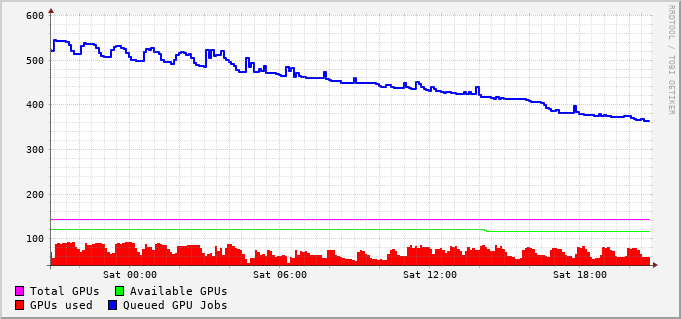 600
500
400
300
200
100
Sat 00:00 Sat 06:00 Sat 12:00 Sat 18:00
Total GPUs Available GPUs
GPUs used Queued GPU Jobs
RRDTOOL / TOBI OETIKER